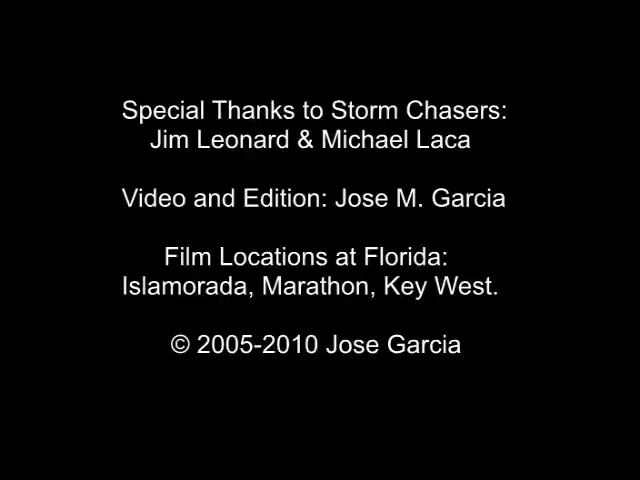 Special Thanks to Storm Chasers:
Jim Leonard & Michael Laca
Video and Edition: Jose M. Garcia
Film Locations at Florida:
Islamorada, Marathon, Key West.
© 2005-2010 Jose Garcia